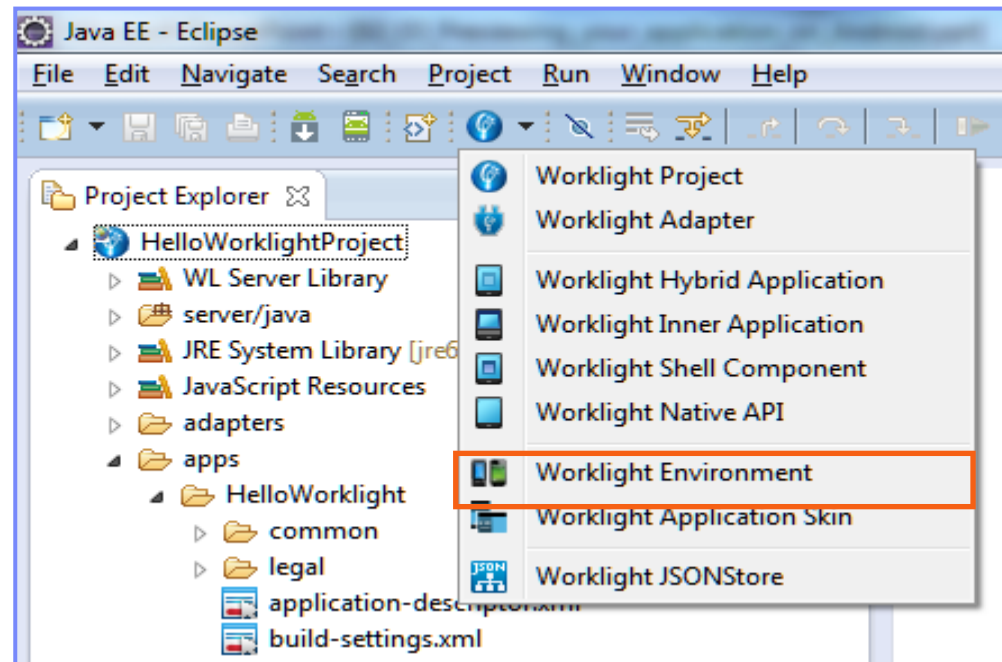 Java EE - Eclipse
File Edit Navigate Search Project Run Window Help
Project Explorer
HelloWorklightProject
WL Server Library
server/java
JRE System Library [jre6
JavaScript Resources
adapters
apps
HelloWorklight
common
legal
application-descriptor.xml
build-settings.xml
Worklight Project
Worklight Adapter
Worklight Hybrid Application
Worklight Inner Application
Worklight Shell Component
Worklight Native API
Worklight Environment
Worklight Application Skin
JSON
Worklight JSONStore